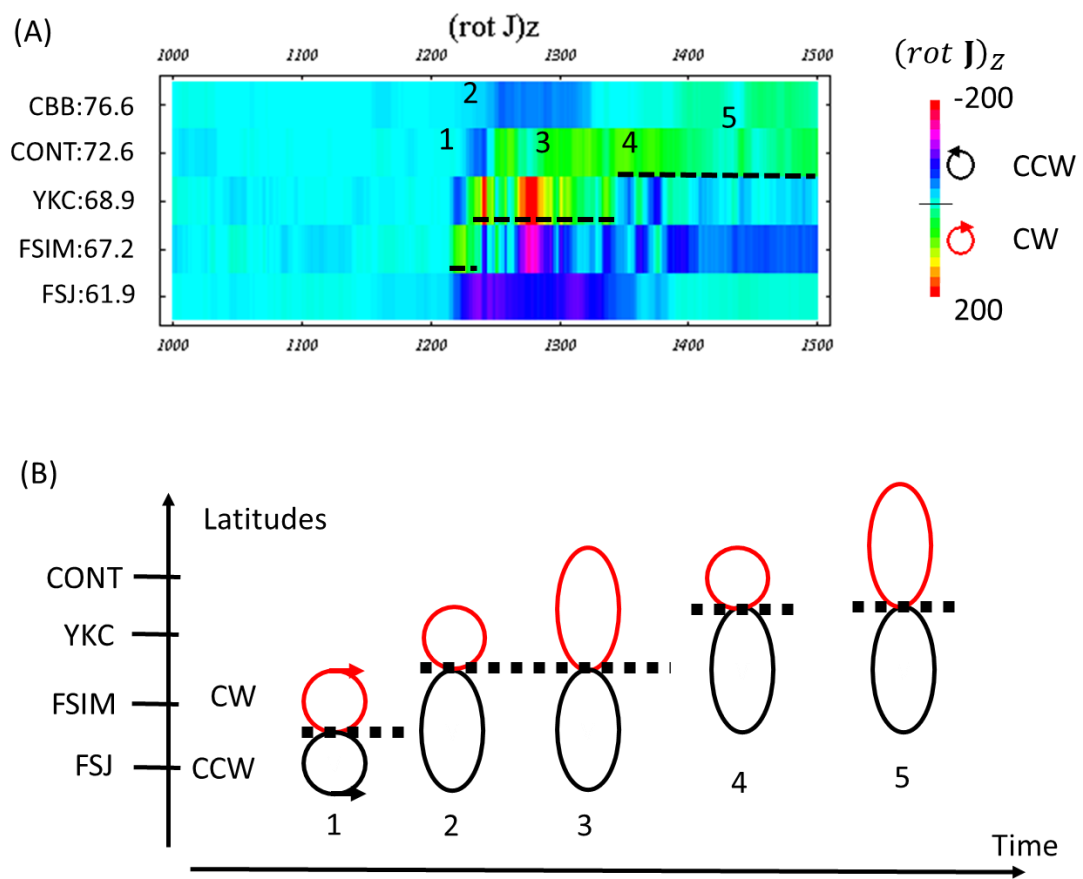 (A)
(rot J)z
1000 1100 1200 1300 1400 1500
CBB:76.6
CONT:72.6
YKC:68.9
FSIM:67.2
FSJ:61.9
2
5
1
3
4
1000 1100 1200 1300 1400 1500
(rot J)z
-200
CCW
CW
200
(B)
Latitudes
CONT
YKC
FSIM
FSJ
CW
CCW
1
2
3
4
5
Time